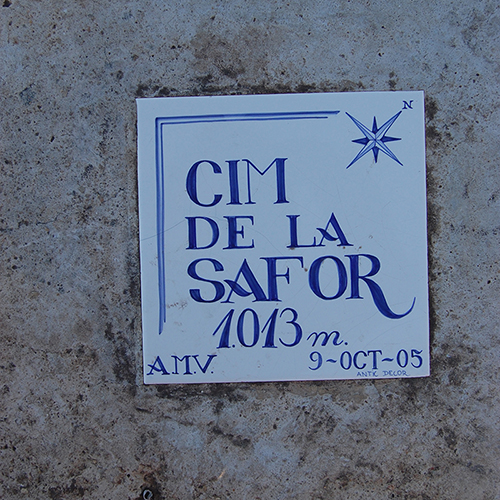 N
CIM
DE LA
SAFOR
1.013 m.
A.M.V. 9-OCT-05
ANTIC DECOR